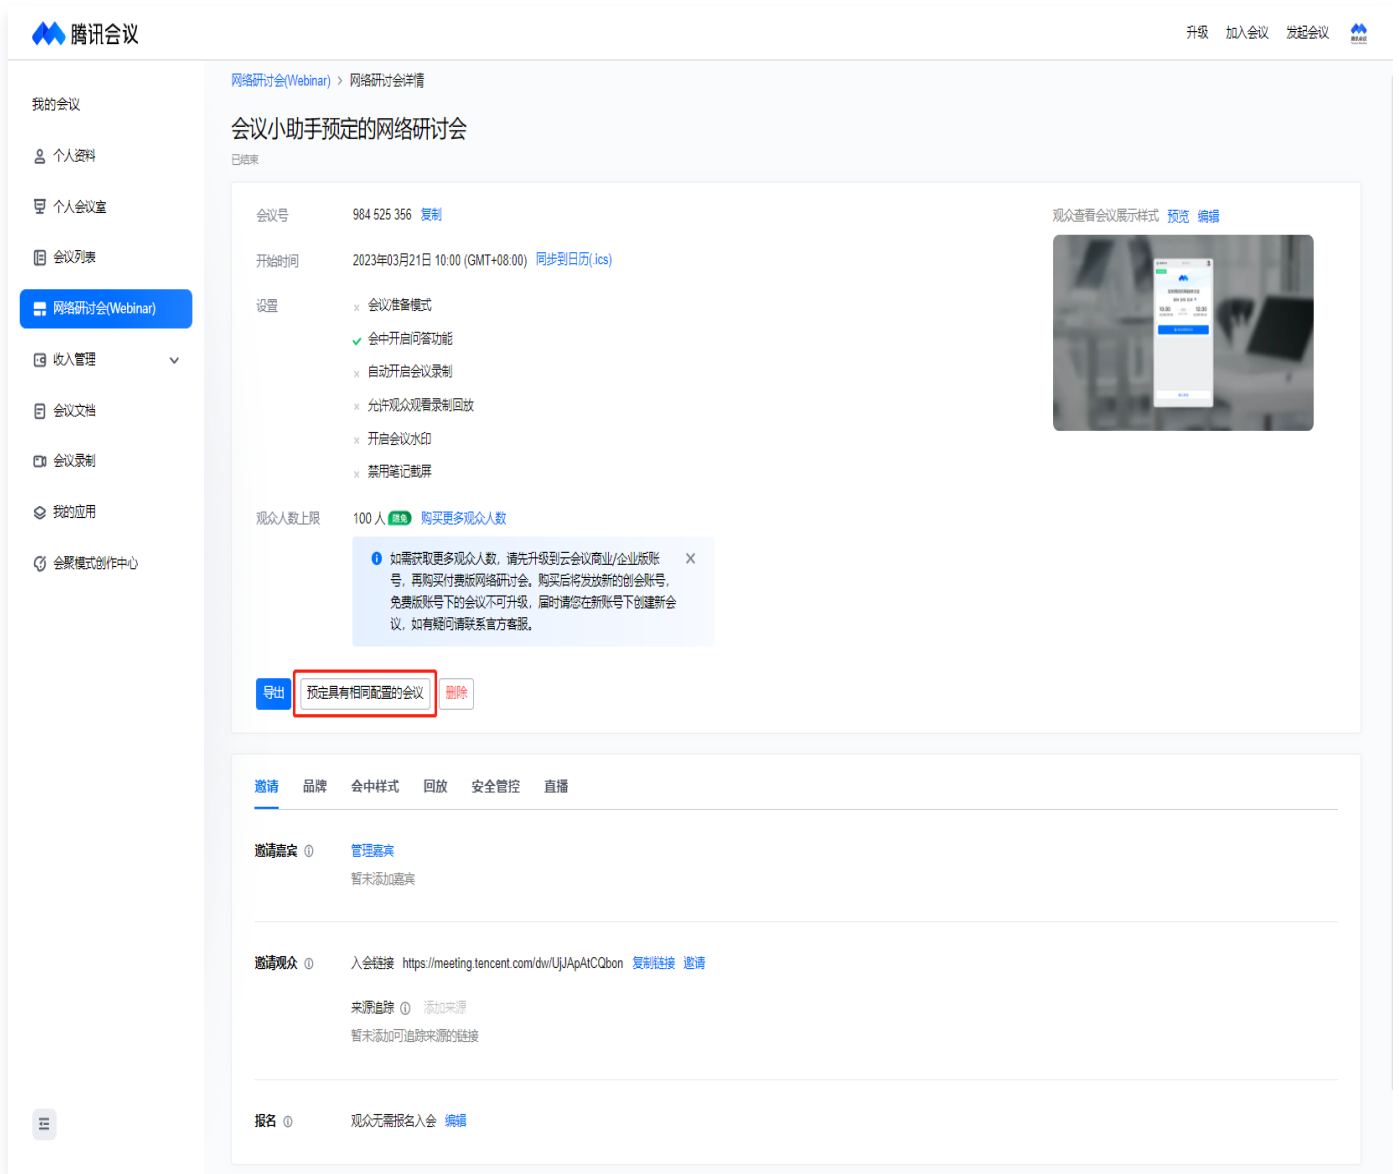 腾讯会议
升级 加入会议 发起会议
我的会议
个人资料
个人会议室
会议列表
网络研讨会(Webinar)
收入管理
会议文档
会议录制
我的应用
会聚模式创作中心
网络研讨会(Webinar) > 网络研讨会详情
会议小助手预定的网络研讨会
已结束
会议号 984 525 356 复制
开始时间 2023年03月21日 10:00 (GMT+08:00) 同步到日历(.ics)
设置 会议准备模式
会中开启问答功能
自动开启会议录制
允许观众观看录制回放
开启会议水印
禁用笔记截屏
观众人数上限 100 人 限免 购买更多观众人数
如需获取更多观众人数，请先升级到云会议商业/企业版账
号，再购买付费版网络研讨会。购买后将发放新的创会账号，
免费版账号下的会议不可升级，届时请您在新账号下创建新会
议，如有疑问请联系官方客服。
观众查看会议展示样式 预览 编辑
10:30 12:30
导出 预定具有相同配置的会议 删除
邀请 品牌 会中样式 回放 安全管控 直播
邀请嘉宾 管理嘉宾
暂未添加嘉宾
邀请观众 入会链接 https://meeting.tencent.com/dw/UjJApAtCQbon 复制链接 邀请
来源追踪 添加来源
暂未添加可追踪来源的链接
报名 观众无需报名入会 编辑